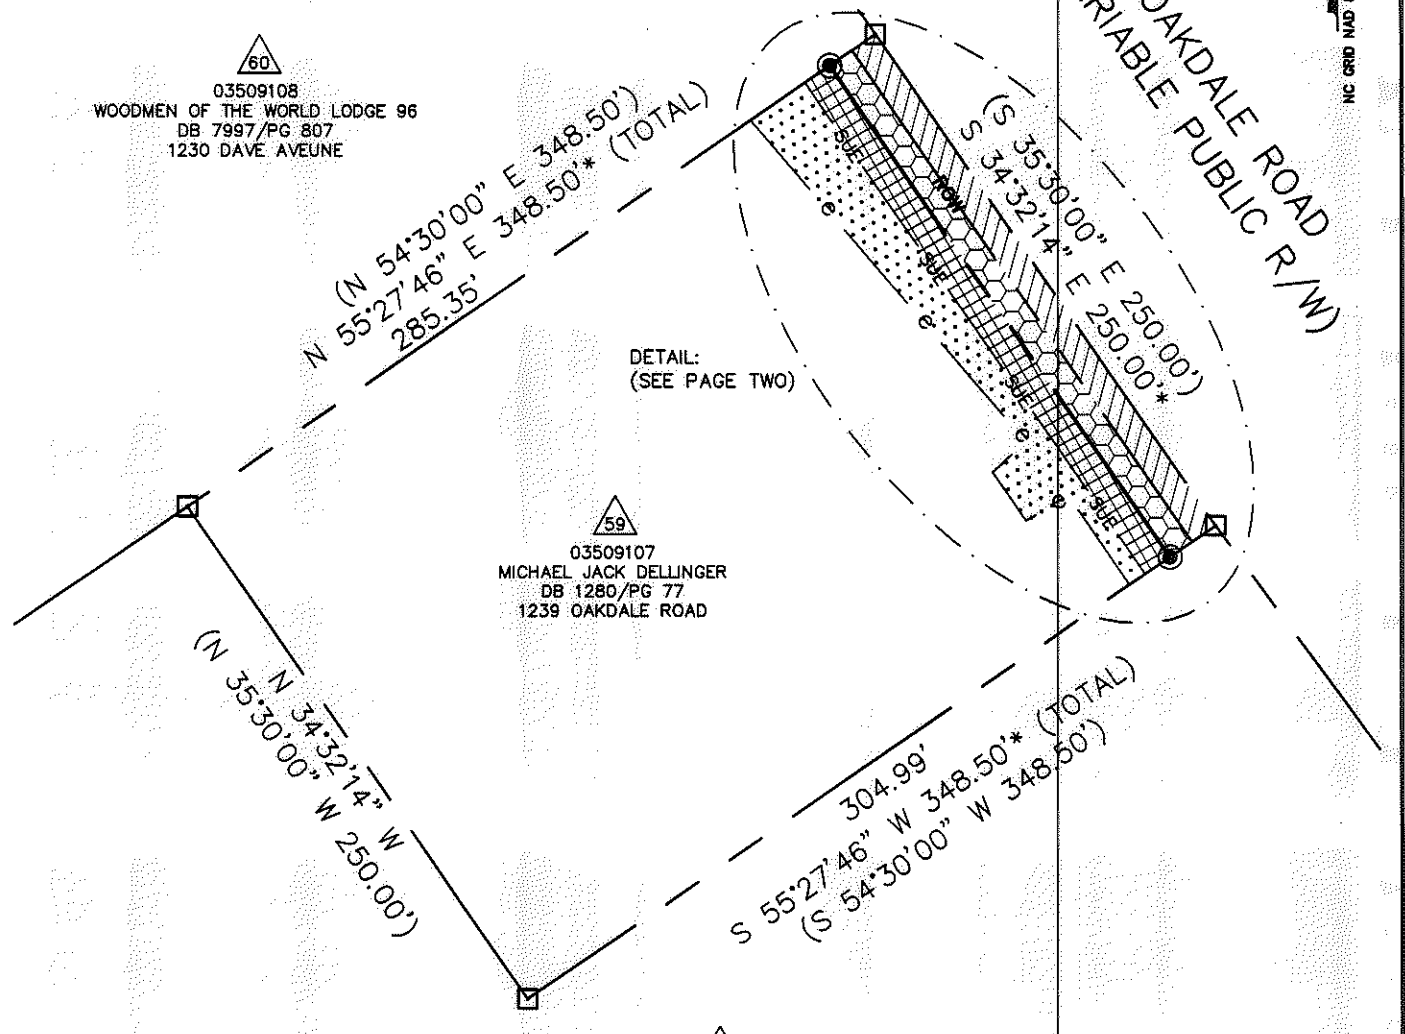 60
03509108
WOODMEN OF THE WORLD LODGE 96
DB 7997/PG 807
1230 DAVE AVEUNE
OAKDALE ROAD
RIABLE PUBLIC R/W)
NC GRID NAD
(N 54°30'00" E 348.50')
N 55°27'46" E 348.50'* (TOTAL)
285.35'
(S 35°30'00" E 250.00')
S 34°32'14" E 250.00'*
ROW
SUE
SUE
SUE
SUE
e
e
e
e
DETAIL:
(SEE PAGE TWO)
59
03509107
MICHAEL JACK DELLINGER
DB 1280/PG 77
1239 OAKDALE ROAD
N 34°32'14" W
(N 35°30'00" W 250.00')
304.99'
S 55°27'46" W 348.50'* (TOTAL)
(S 54°30'00" W 348.50')